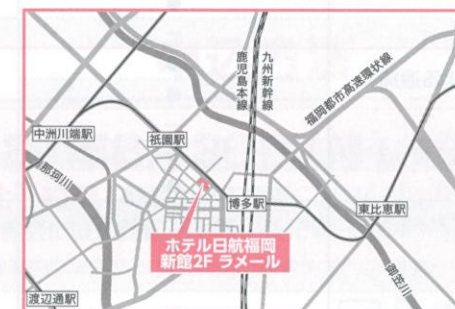 鹿児島本線
九州新幹線
福岡都市高速環状線
中洲川端駅
祇園駅
那珂川
博多駅
東比恵駅
ホテル日航福岡
新館2F ラメール
御笠川
渡辺通駅